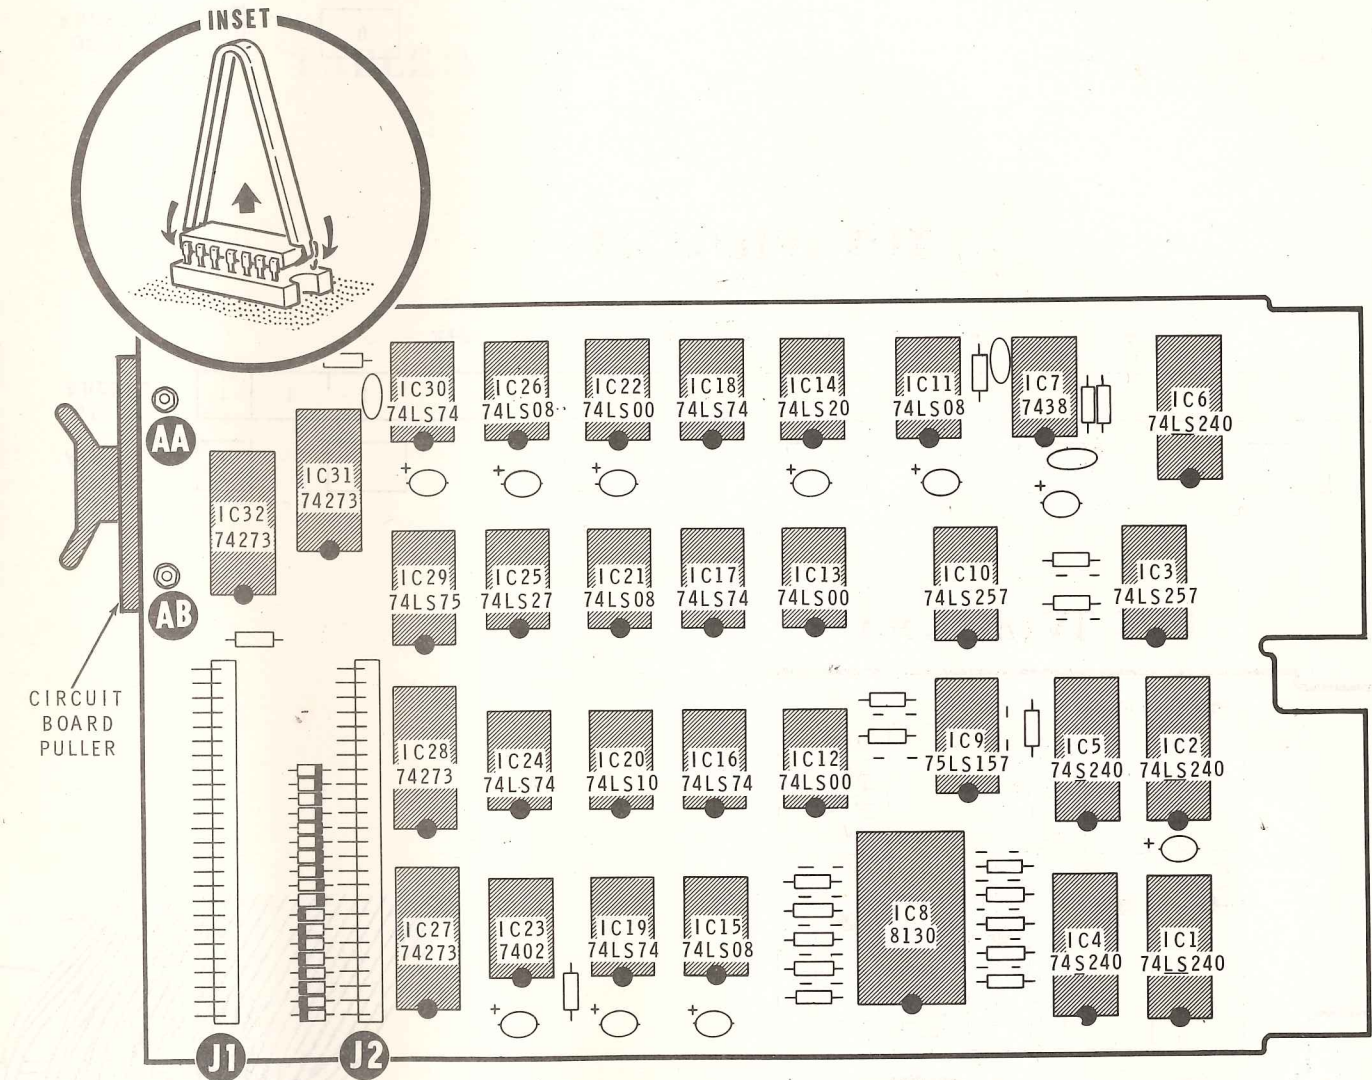 INSET
IC30
74LS74
IC26
74LS08
IC22
74LS00
IC18
74LS74
IC14
74LS20
IC11
74LS08
IC7
7438
IC6
74LS240
AA
IC32
74273
IC31
74273
AB
IC29
74LS75
IC25
74LS27
IC21
74LS08
IC17
74LS74
IC13
74LS00
IC10
74LS257
IC3
74LS257
CIRCUIT
BOARD
PULLER
IC28
74273
IC24
74LS74
IC20
74LS10
IC16
74LS74
IC12
74LS00
IC9
75LS157
IC5
74S240
IC2
74LS240
IC27
74273
IC23
7402
IC19
74LS74
IC15
74LS08
IC8
8130
IC4
74S240
IC1
74LS240
J1
J2